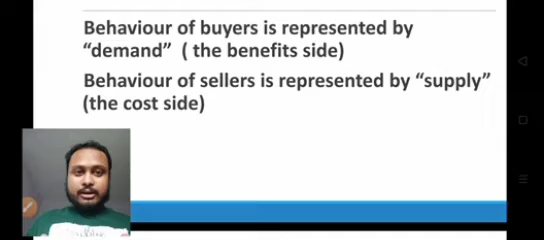 Behaviour of buyers is represented by
“demand” ( the benefits side)
Behaviour of sellers is represented by “supply”
(the cost side)